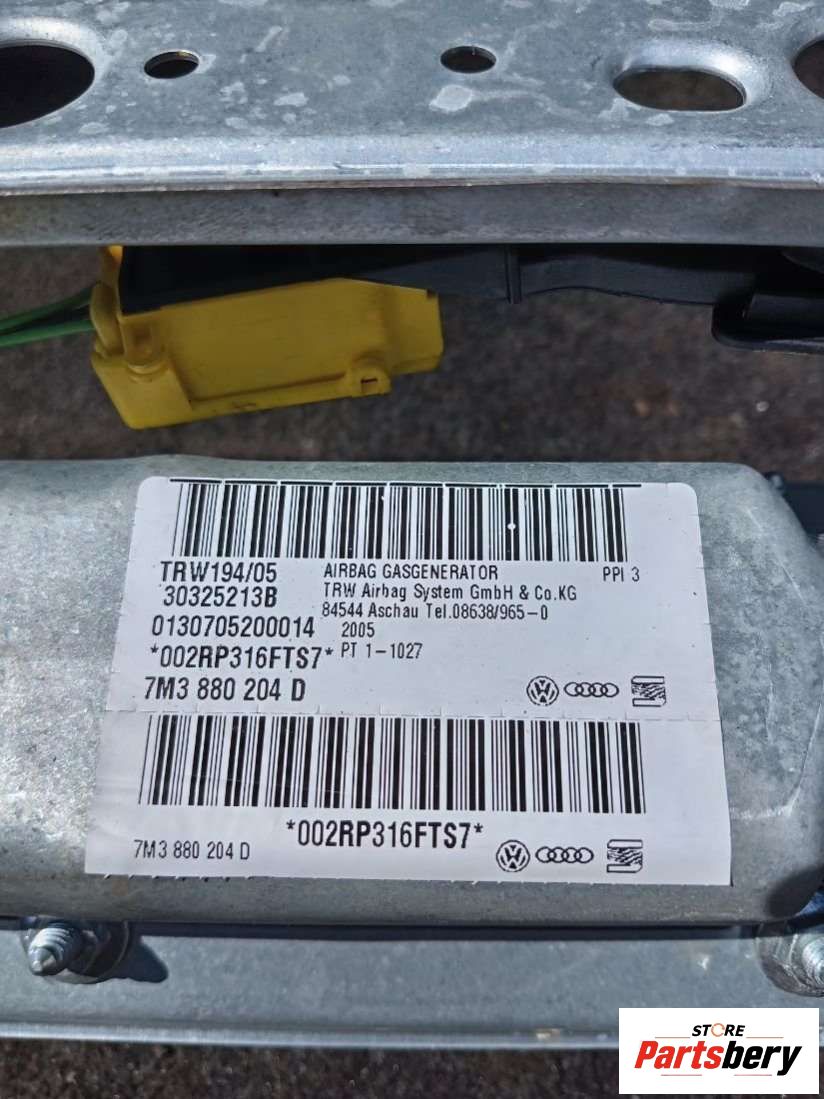 TRW194/05 AIRBAG GASGENERATOR PPI 3
30325213B TRW Airbag System GmbH & Co.KG
84544 Aschau Tel.08638/965-0
0130705200014 2005
*002RP316FTS7* PT 1-1027
7M3 880 204 D
*002RP316FTS7*
7M3 880 204 D
STORE
Partsbery